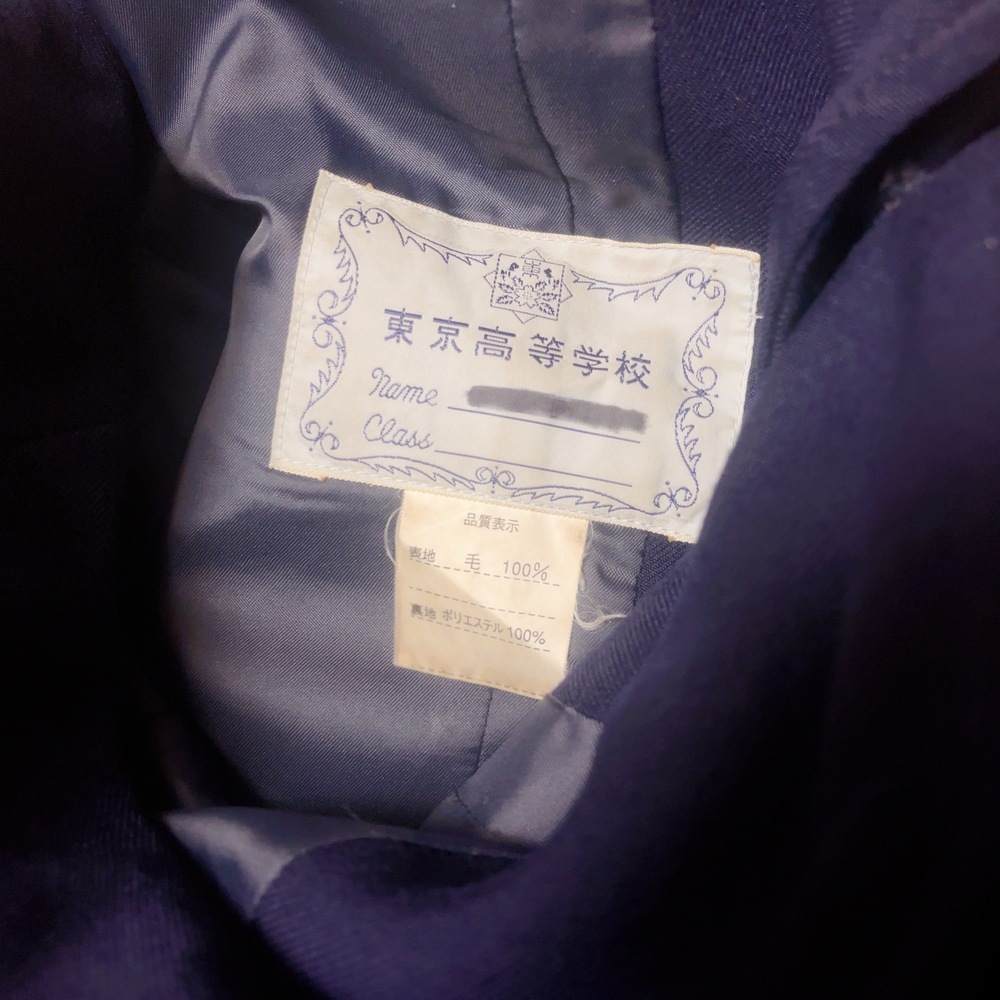 東京高等学校
Name
Class
品質表示
表地 毛 100%
裏地 ポリエステル 100%